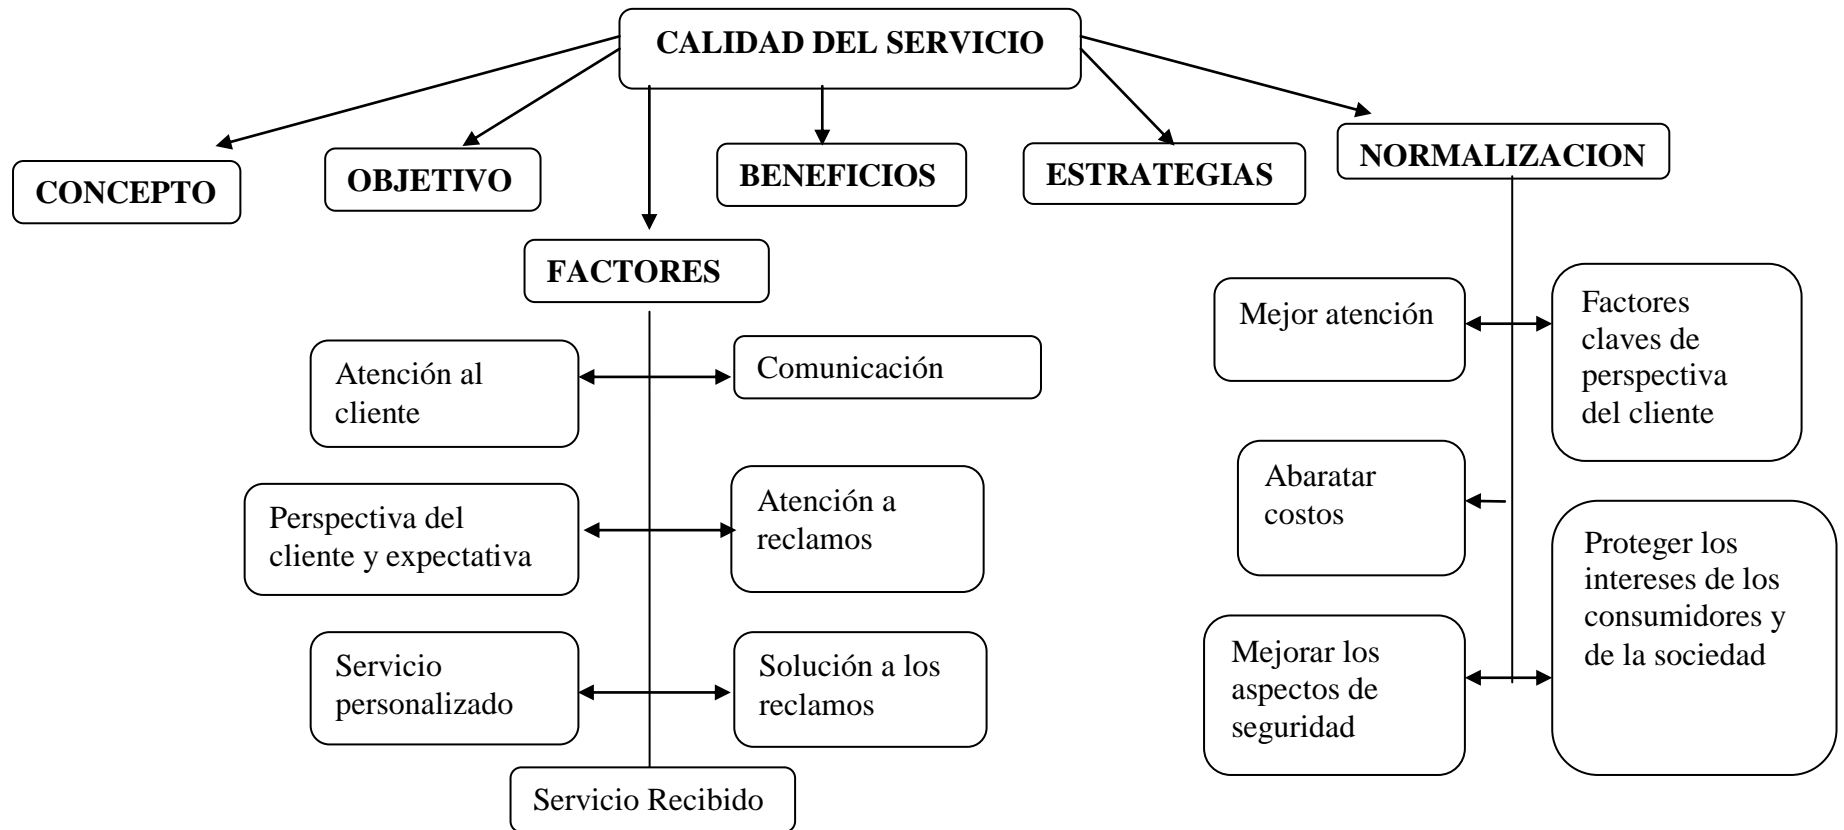 CALIDAD DEL SERVICIO
CONCEPTO
OBJETIVO
BENEFICIOS
ESTRATEGIAS
NORMALIZACION
FACTORES
Atención al
cliente
Comunicación
Perspectiva del
cliente y expectativa
Atención a
reclamos
Servicio
personalizado
Solución a los
reclamos
Servicio Recibido
Mejor atención
Factores
claves de
perspectiva
del cliente
Abaratar
costos
Proteger los
intereses de los
consumidores y
de la sociedad
Mejorar los
aspectos de
seguridad